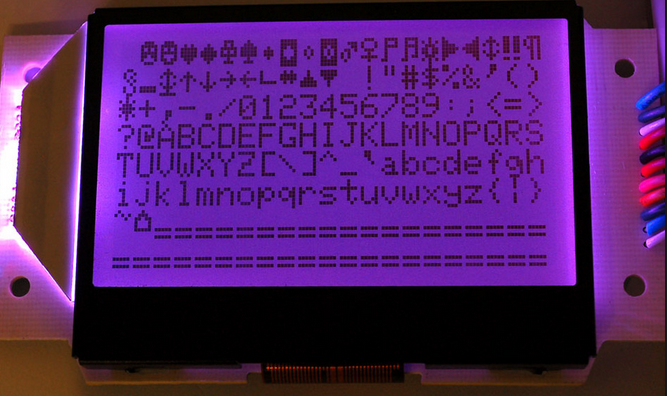 ☺☻♥♦♣♠•◘○◙♂♀♪♫☼►◄↕‼¶
§▬↨↑↓→←∟↔▲▼ !"#$%&'()
*+,-./0123456789:;<=>
?@ABCDEFGHIJKLMNOPQRS
TUVWXYZ[\]^_`abcdefgh
ijklmnopqrstuvwxyz{|}
~⌂===================
=====================